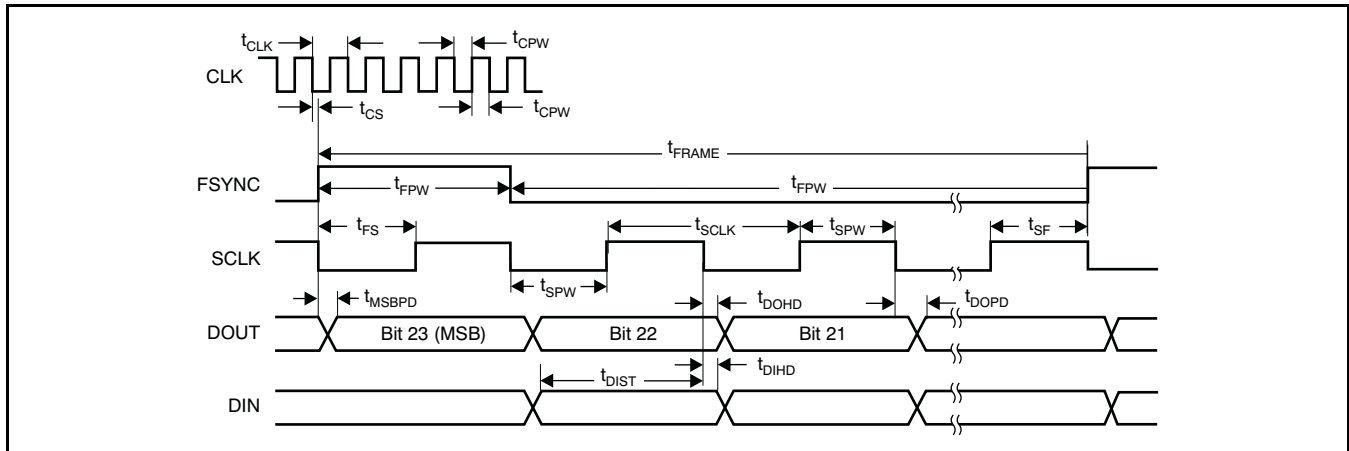 tCLK tCPW
CLK
tCS tCPW
tFRAME
FSYNC tFPW tFPW
tFS tSCLK tSPW tSF
SCLK
tSPW
tMSBPD tDOHD tDOPD
DOUT Bit 23 (MSB) Bit 22 Bit 21
tDIST tDIHD
DIN